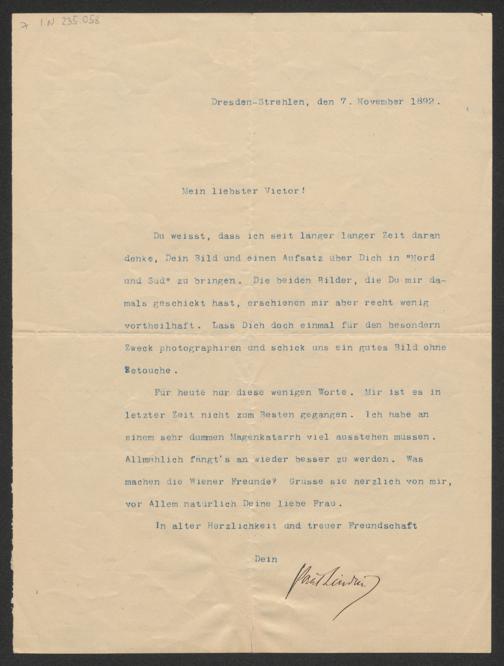 I.N 235.058
Dresden-Strehlen, den 7. November 1892.
Mein liebster Victor!
Du weisst, dass ich seit langer langer Zeit daran
denke, Dein Bild und einen Aufsatz über Dich in "Nord
und Süd" zu bringen. Die beiden Bilder, die Du mir da-
mals geschickt hast, erschienen mir aber recht wenig
vortheilhaft. Lass Dich doch einmal für den besondern
Zweck photographiren und schick uns ein gutes Bild ohne
Retouche.
Für heute nur diese wenigen Worte. Mir ist es in
letzter Zeit nicht zum Besten gegangen. Ich habe an
einem sehr dummen Magenkatarrh viel ausstehen müssen.
Allmählich fängt's an wieder besser zu werden. Was
machen die Wiener Freunde? Grüsse sie herzlich von mir,
vor Allem natürlich Deine liebe Frau.
In alter Herzlichkeit und treuer Freundschaft
Dein
Paul Lindau